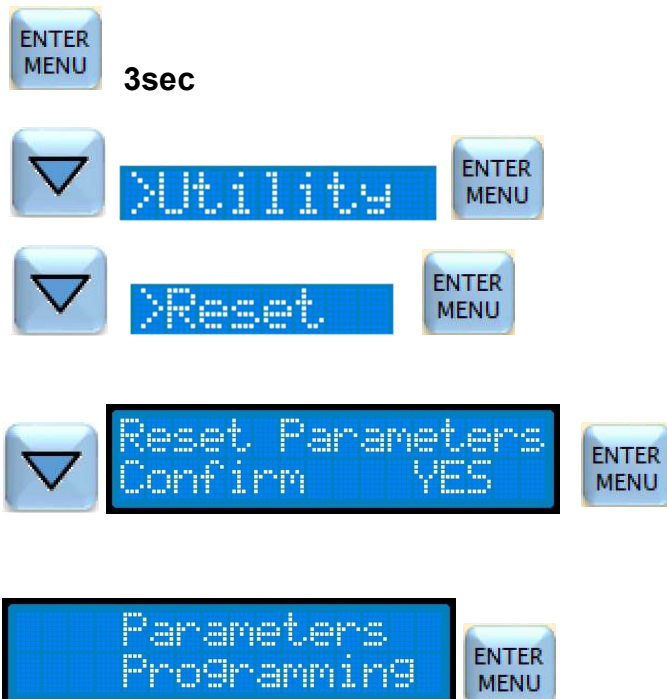 ENTER
MENU
3sec
>Utility
ENTER
MENU
>Reset
ENTER
MENU
Reset Parameters
Confirm YES
ENTER
MENU
Parameters
Programming
ENTER
MENU